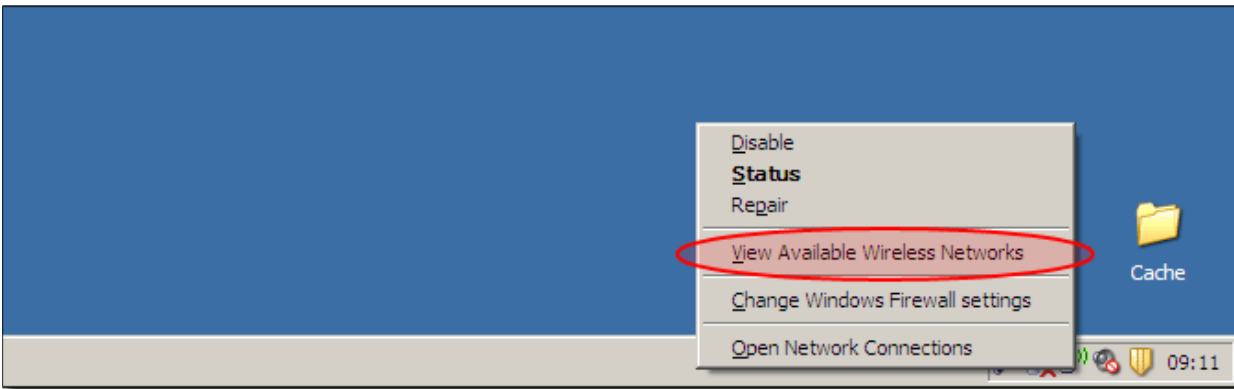 Disable
Status
Repair
View Available Wireless Networks
Cache
Change Windows Firewall settings
Open Network Connections
09:11